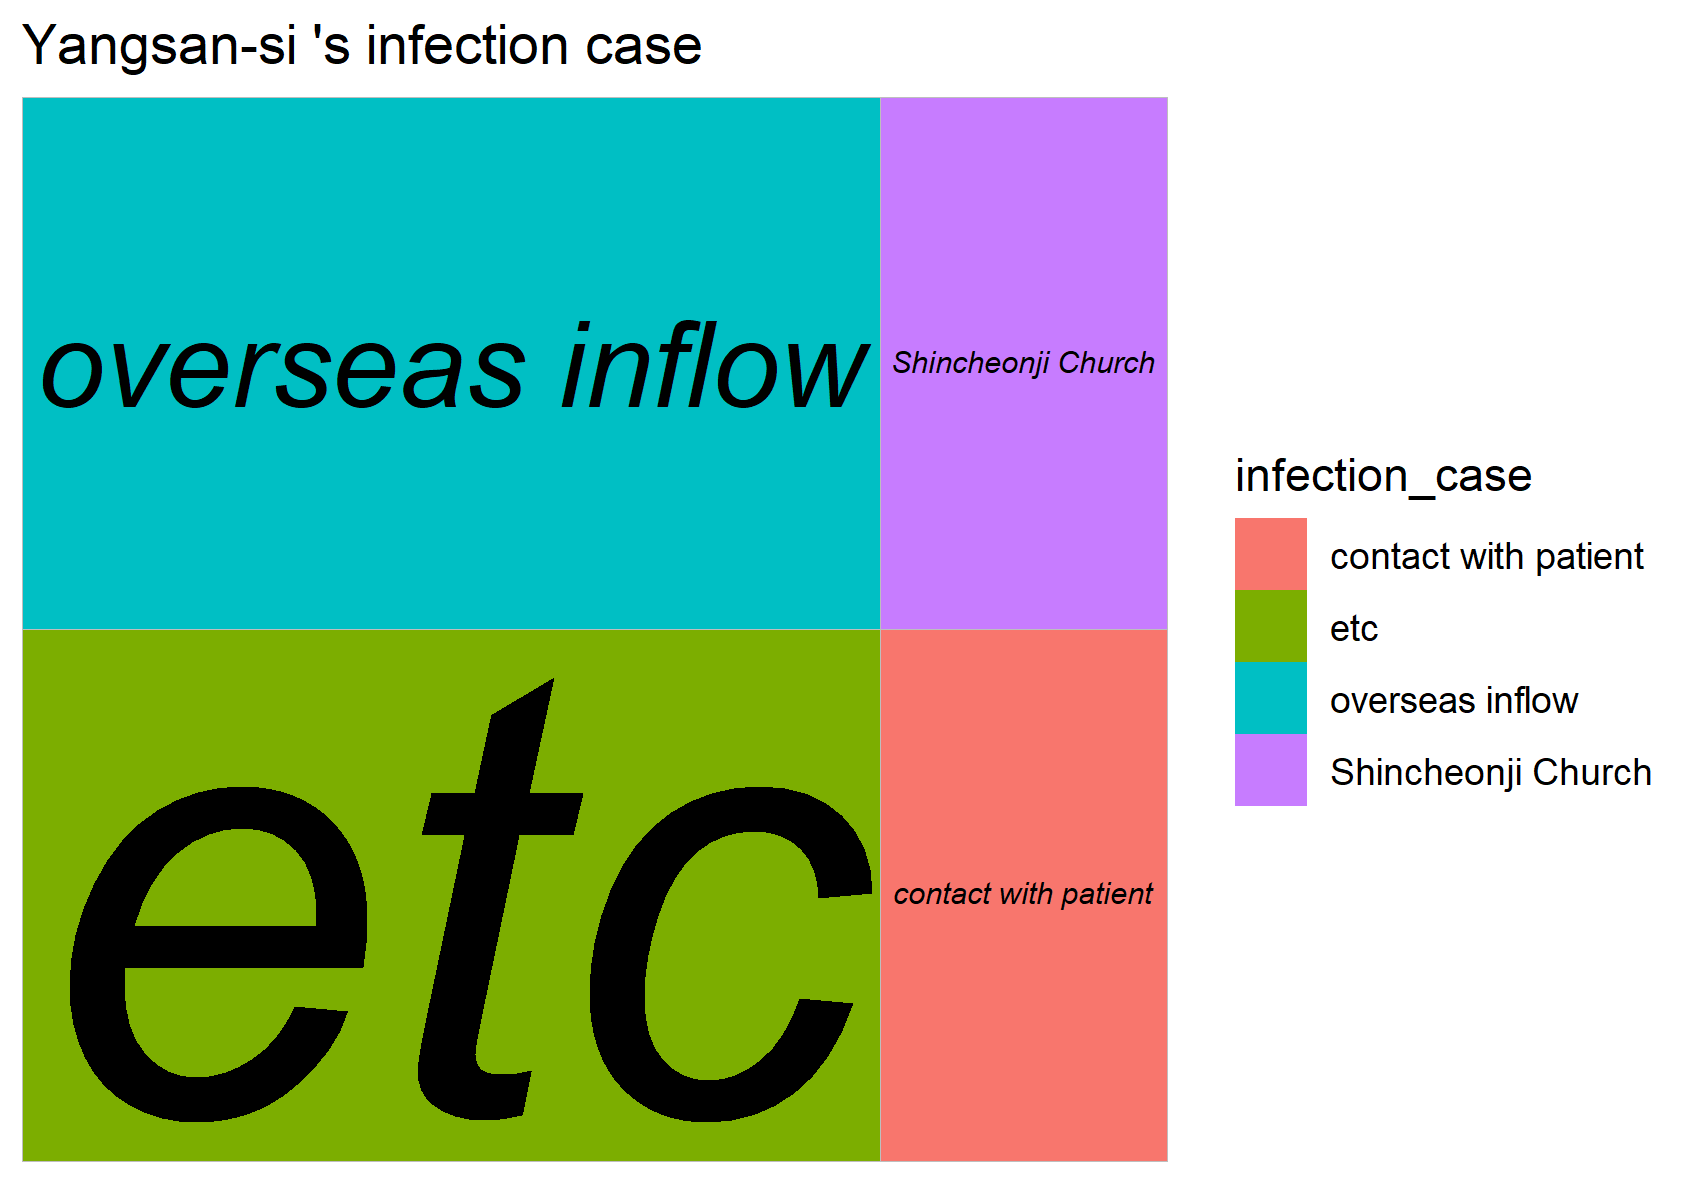 Yangsan-si 's infection case
overseas inflow
Shincheonji Church
etc
contact with patient
infection_case
contact with patient
etc
overseas inflow
Shincheonji Church